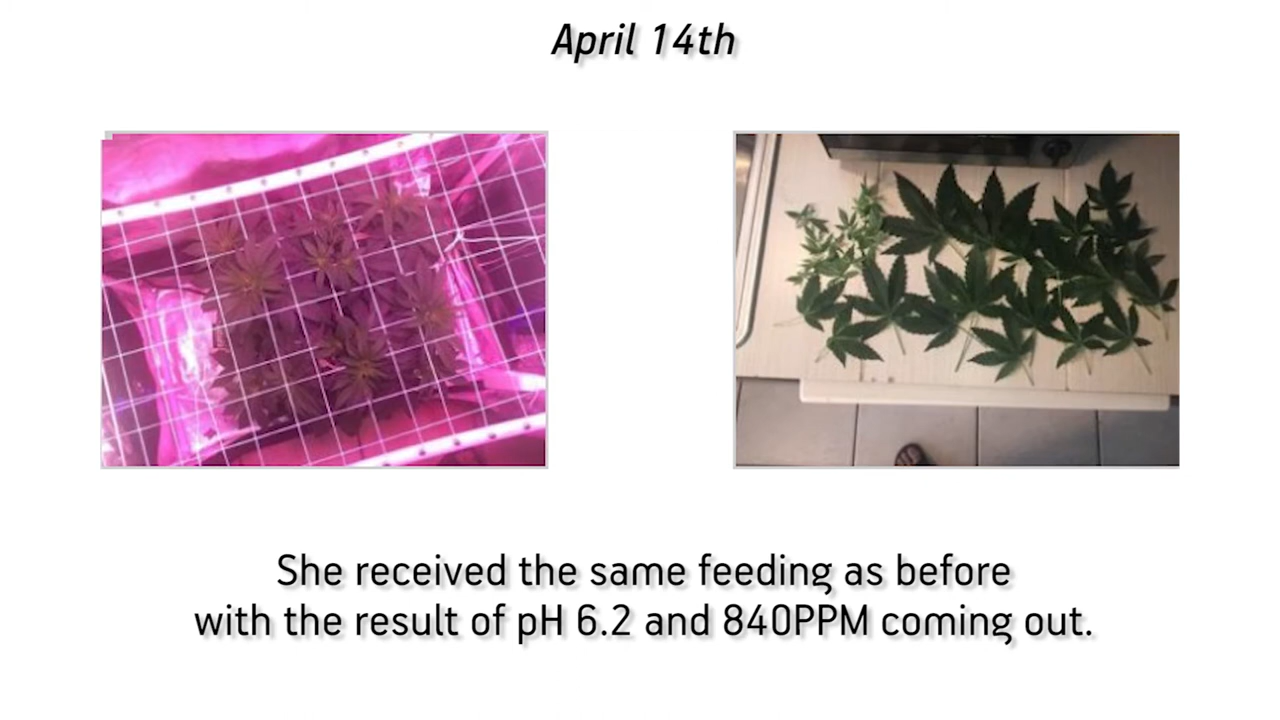 April 14th
She received the same feeding as before
with the result of pH 6.2 and 840PPM coming out.